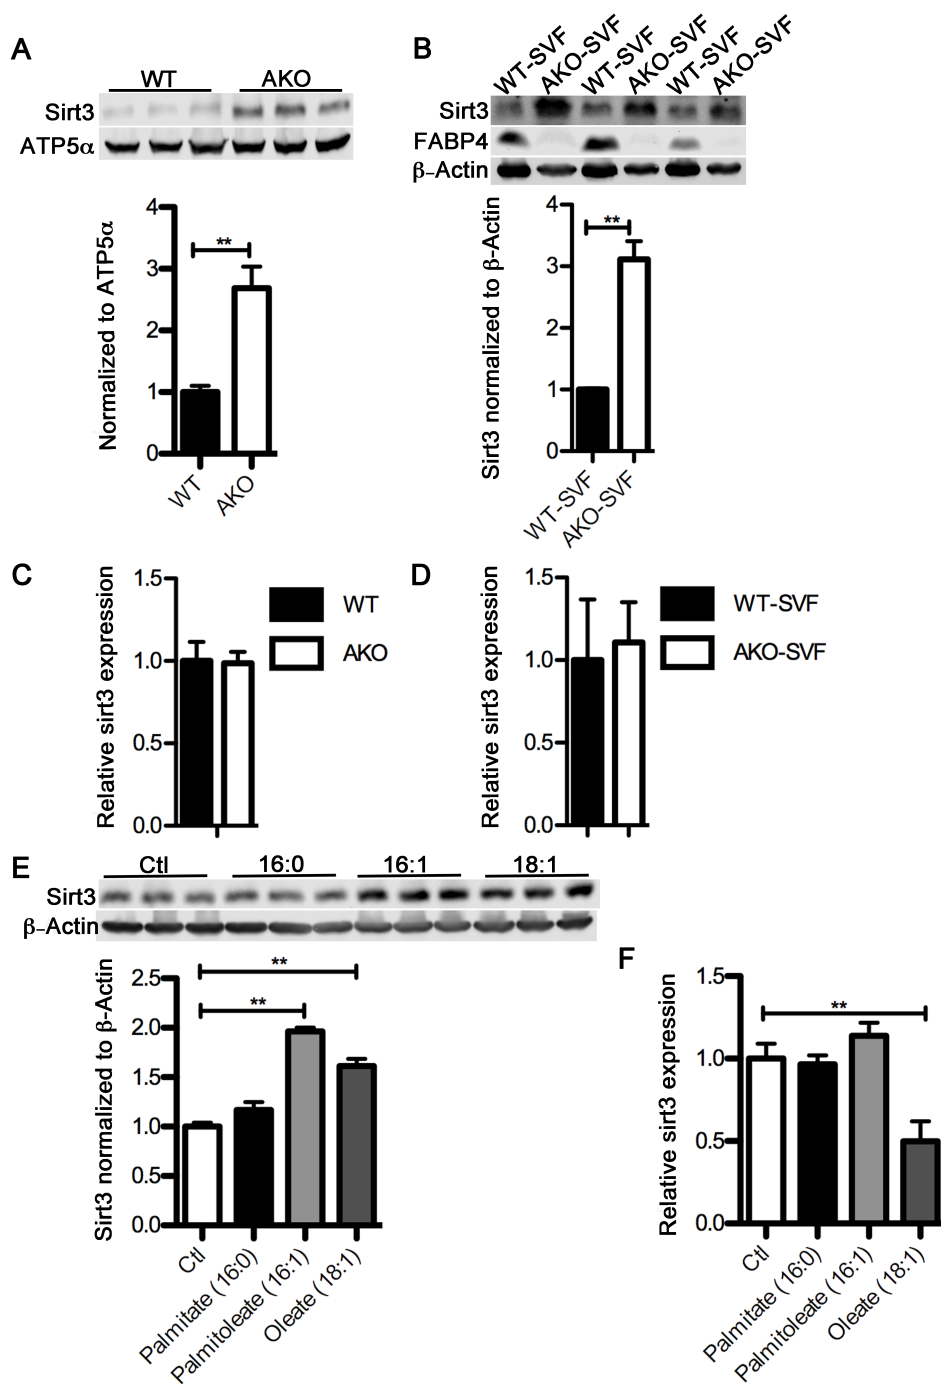 A
WT AKO
Sirt3
ATP5α
Normalized to ATP5α
4
3
2
1
0
**
WT
AKO
B
WT-SVF AKO-SVF WT-SVF AKO-SVF WT-SVF AKO-SVF
Sirt3
FABP4
β-Actin
Sirt3 normalized to β-Actin
4
3
2
1
0
**
WT-SVF
AKO-SVF
C
Relative sirt3 expression
1.5
1.0
0.5
0.0
WT
AKO
D
Relative sirt3 expression
1.5
1.0
0.5
0.0
WT-SVF
AKO-SVF
E
Ctl 16:0 16:1 18:1
Sirt3
β-Actin
Sirt3 normalized to β-Actin
2.5
2.0
1.5
1.0
0.5
0.0
**
**
Ctl
Palmitate (16:0)
Palmitoleate (16:1)
Oleate (18:1)
F
Relative sirt3 expression
1.5
1.0
0.5
0.0
**
Ctl
Palmitate (16:0)
Palmitoleate (16:1)
Oleate (18:1)